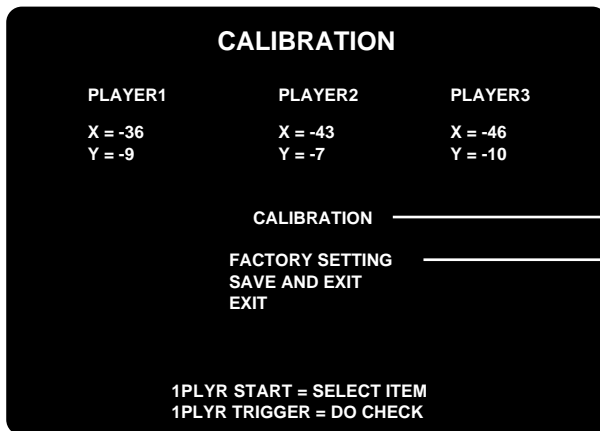 CALIBRATION
PLAYER1 PLAYER2 PLAYER3
X = -36 X = -43 X = -46
Y = -9 Y = -7 Y = -10
CALIBRATION
FACTORY SETTING
SAVE AND EXIT
EXIT
1PLYR START = SELECT ITEM
1PLYR TRIGGER = DO CHECK